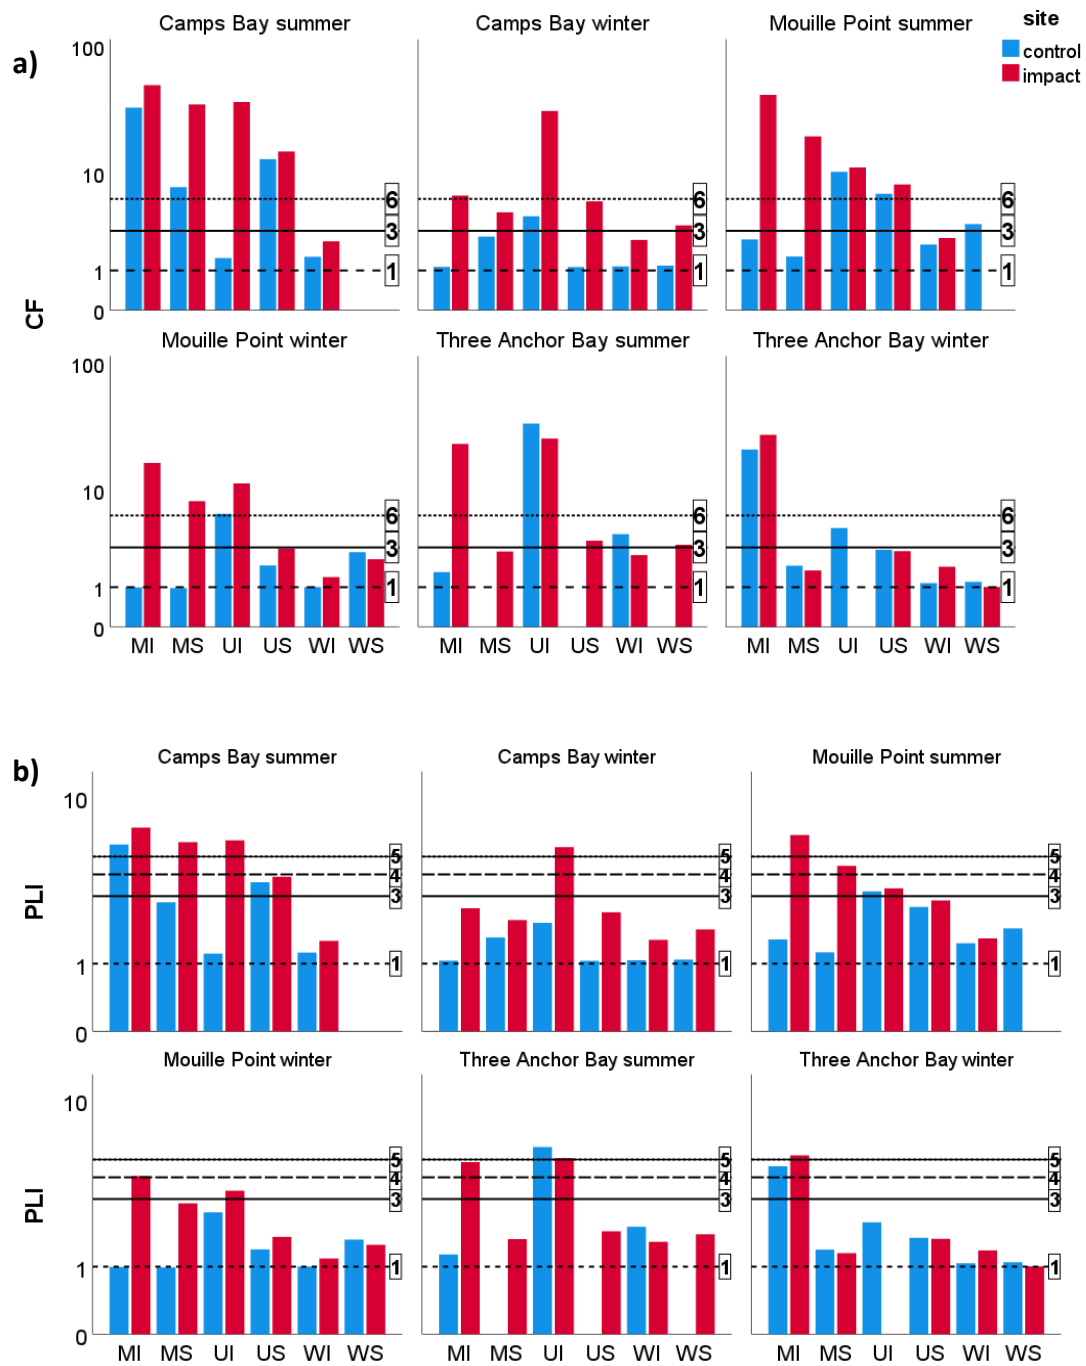 Camps Bay summer
Camps Bay winter
Mouille Point summer
site
control
impact
a)
100
10
1
0
6
3
1
6
3
1
6
3
1
CF
Mouille Point winter
Three Anchor Bay summer
Three Anchor Bay winter
100
10
1
0
6
3
1
6
3
1
6
3
1
MI MS UI US WI WS
MI MS UI US WI WS
MI MS UI US WI WS
b)
Camps Bay summer
Camps Bay winter
Mouille Point summer
10
1
0
PLI
5
4
3
1
5
4
3
1
5
4
3
1
Mouille Point winter
Three Anchor Bay summer
Three Anchor Bay winter
10
1
0
PLI
5
4
3
1
5
4
3
1
5
4
3
1
MI MS UI US WI WS
MI MS UI US WI WS
MI MS UI US WI WS